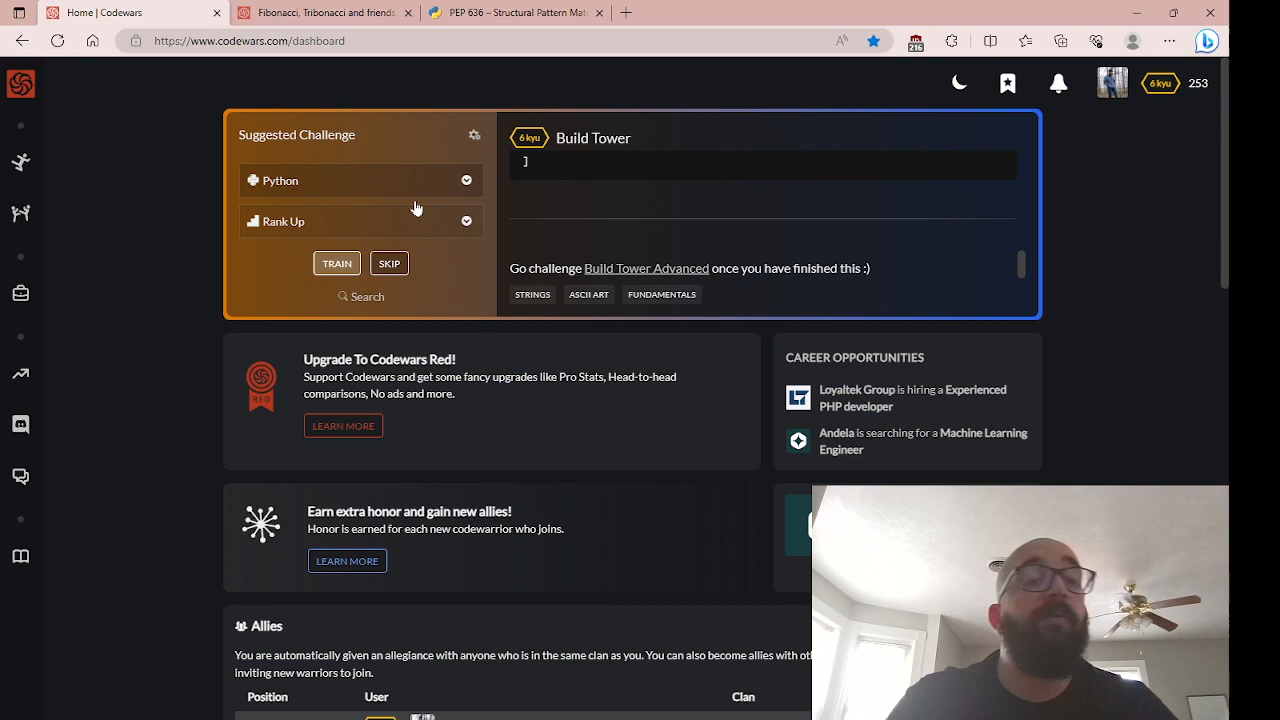 Home | Codewars
Fibonacci, Tribonacci and friends
PEP 636 – Structural Pattern Mat
https://www.codewars.com/dashboard
216
6 kyu
253
Suggested Challenge
Python
Rank Up
TRAIN
SKIP
Search
6 kyu
Build Tower
]
Go challenge Build Tower Advanced once you have finished this :)
STRINGS
ASCII ART
FUNDAMENTALS
Upgrade To Codewars Red!
Support Codewars and get some fancy upgrades like Pro Stats, Head-to-head
comparisons, No ads and more.
RED
LEARN MORE
CAREER OPPORTUNITIES
Loyaltek Group is hiring a Experienced
PHP developer
Andela is searching for a Machine Learning
Engineer
Earn extra honor and gain new allies!
Honor is earned for each new codewarrior who joins.
LEARN MORE
Allies
You are automatically given an allegiance with anyone who is in the same clan as you. You can also become allies with
inviting new warriors to join.
Position
User
Clan